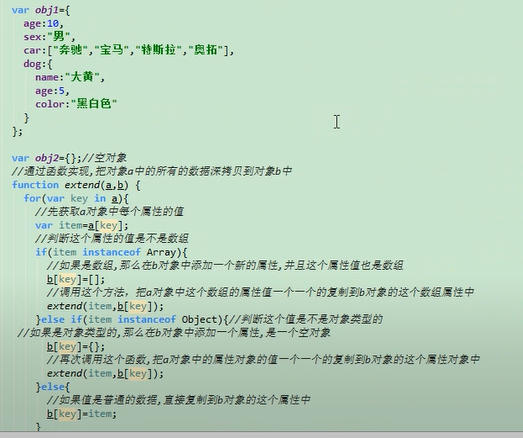 var obj1={
age:10,
sex:"男",
car:["奔驰","宝马","特斯拉","奥拓"],
dog:{
name:"大黄",
age:5,
color:"黑白色"
}
};
var obj2={};//空对象
//通过函数实现,把对象a中的所有的数据深拷贝到对象b中
function extend(a,b) {
for(var key in a){
//先获取a对象中每个属性的值
var item=a[key];
//判断这个属性的值是不是数组
if(item instanceof Array){
//如果是数组,那么在b对象中添加一个新的属性,并且这个属性值也是数组
b[key]=[];
//调用这个方法，把a对象中这个数组的属性值一个一个的复制到b对象的这个数组属性中
extend(item,b[key]);
}else if(item instanceof Object){//判断这个值是不是对象类型的
//如果是对象类型的,那么在b对象中添加一个属性,是一个空对象
b[key]={};
//再次调用这个函数,把a对象中的属性对象的值一个一个的复制到b对象的这个属性对象中
extend(item,b[key]);
}else{
//如果值是普通的数据,直接复制到b对象的这个属性中
b[key]=item;
}